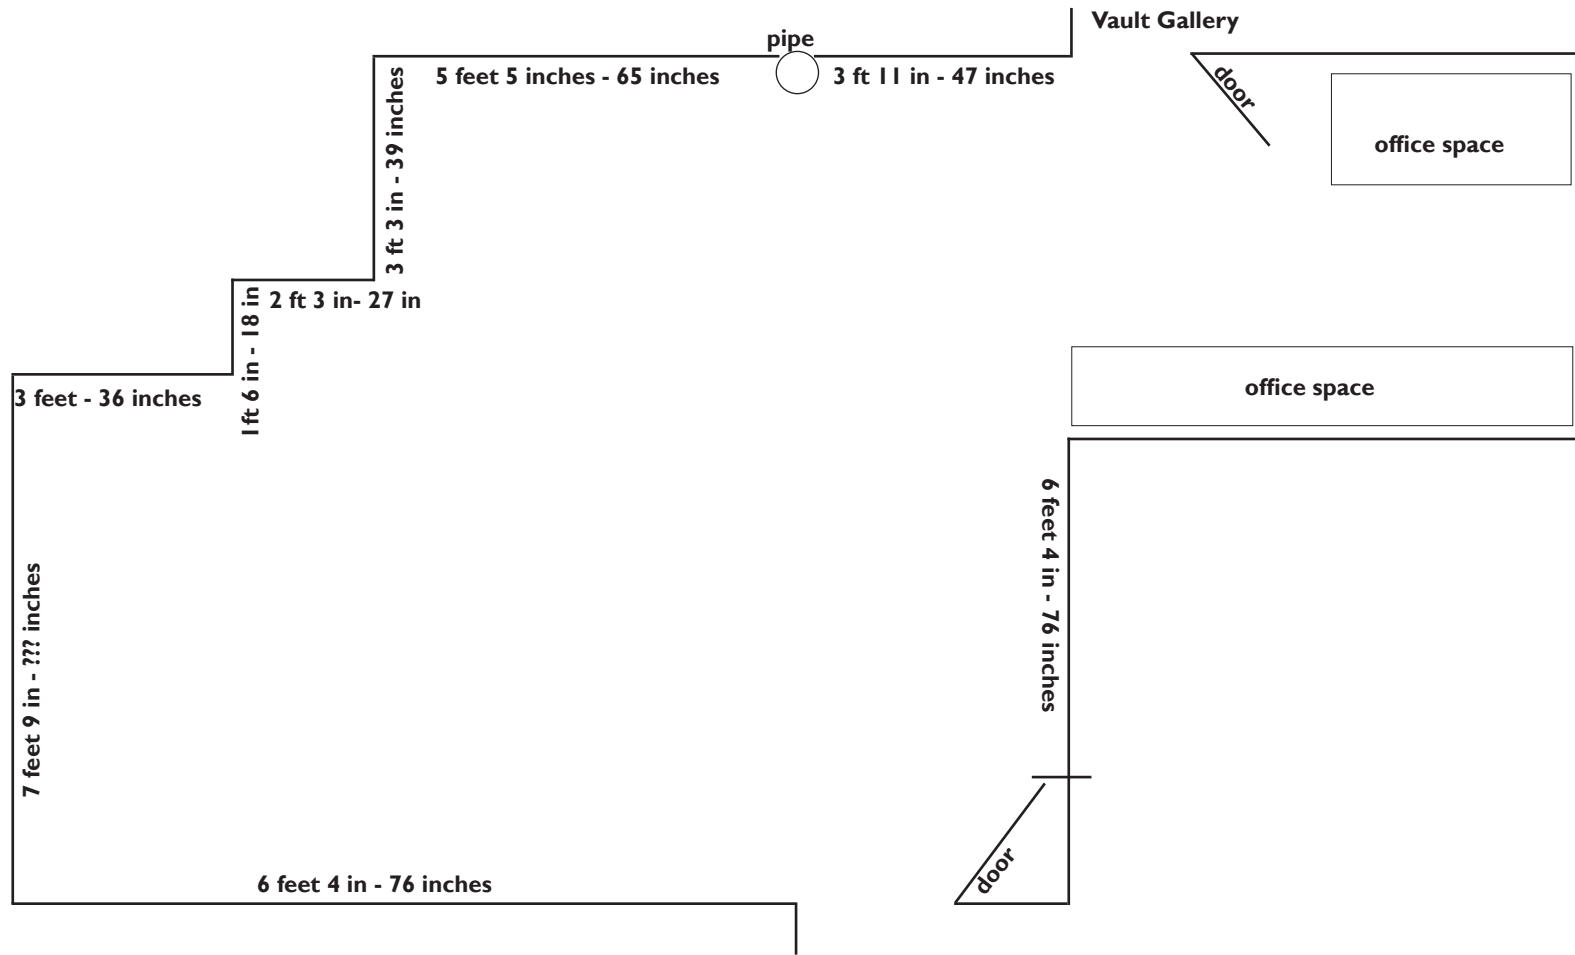 Vault Gallery
pipe
5 feet 5 inches - 65 inches
3 ft 11 in - 47 inches
door
office space
3 ft 3 in - 39 inches
2 ft 3 in- 27 in
1ft 6 in - 18 in
3 feet - 36 inches
office space
6 feet 4 in - 76 inches
7 feet 9 in - ??? inches
door
6 feet 4 in - 76 inches